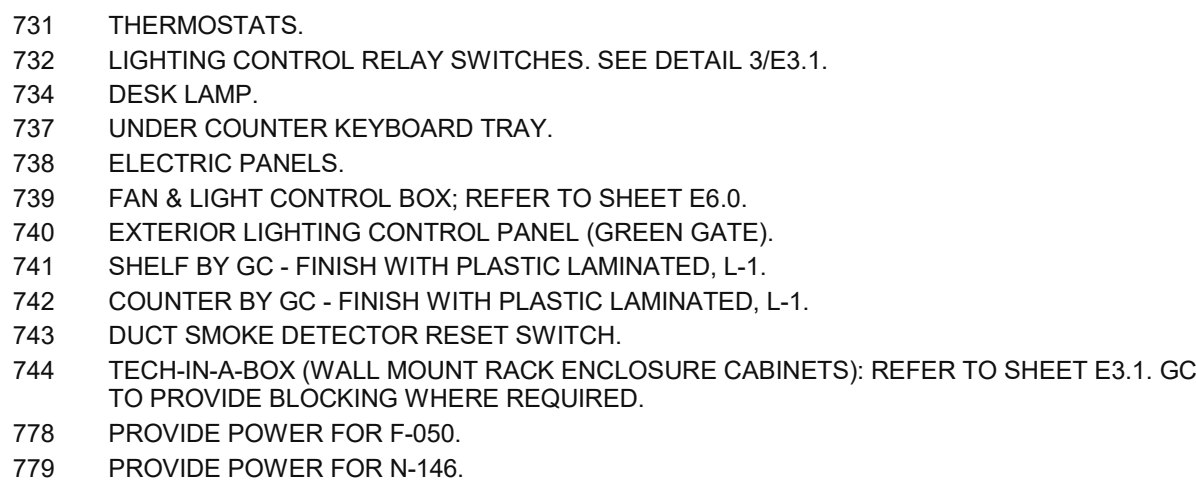 731 THERMOSTATS.
732 LIGHTING CONTROL RELAY SWITCHES. SEE DETAIL 3/E3.1.
734 DESK LAMP.
737 UNDER COUNTER KEYBOARD TRAY.
738 ELECTRIC PANELS.
739 FAN & LIGHT CONTROL BOX; REFER TO SHEET E6.0.
740 EXTERIOR LIGHTING CONTROL PANEL (GREEN GATE).
741 SHELF BY GC - FINISH WITH PLASTIC LAMINATED, L-1.
742 COUNTER BY GC - FINISH WITH PLASTIC LAMINATED, L-1.
743 DUCT SMOKE DETECTOR RESET SWITCH.
744 TECH-IN-A-BOX (WALL MOUNT RACK ENCLOSURE CABINETS): REFER TO SHEET E3.1. GC
TO PROVIDE BLOCKING WHERE REQUIRED.
778 PROVIDE POWER FOR F-050.
779 PROVIDE POWER FOR N-146.